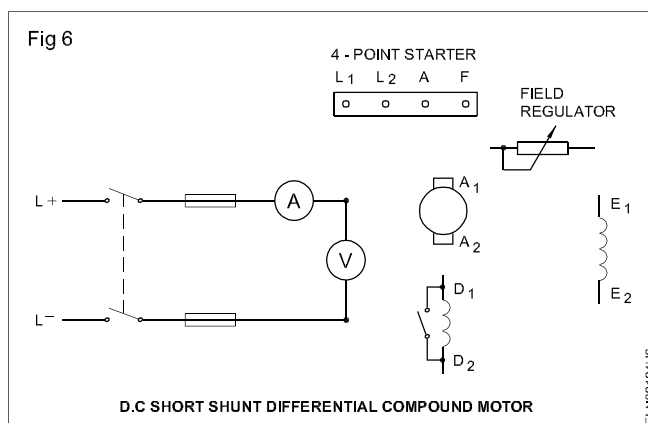 Fig 6
4 - POINT STARTER
L1 L2 A F
FIELD
REGULATOR
L +
A
A1
A2
V
E1
E2
L –
D1
D2
D.C SHORT SHUNT DIFFERENTIAL COMPOUND MOTOR